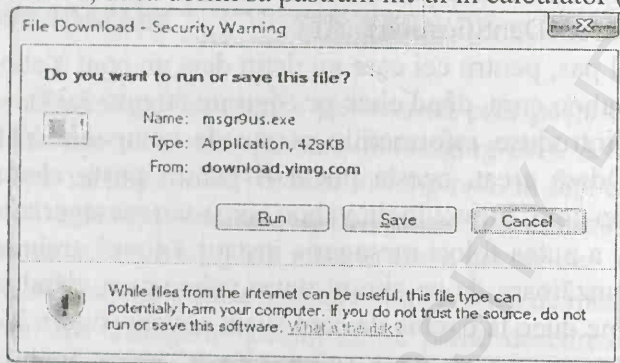 File Download - Security Warning
Do you want to run or save this file?
Name: msgr9us.exe
Type: Application, 428KB
From: download.yimg.com
Run Save Cancel
While files from the Internet can be useful, this file type can
potentially harm your computer. If you do not trust the source, do not
run or save this software. What's the risk?